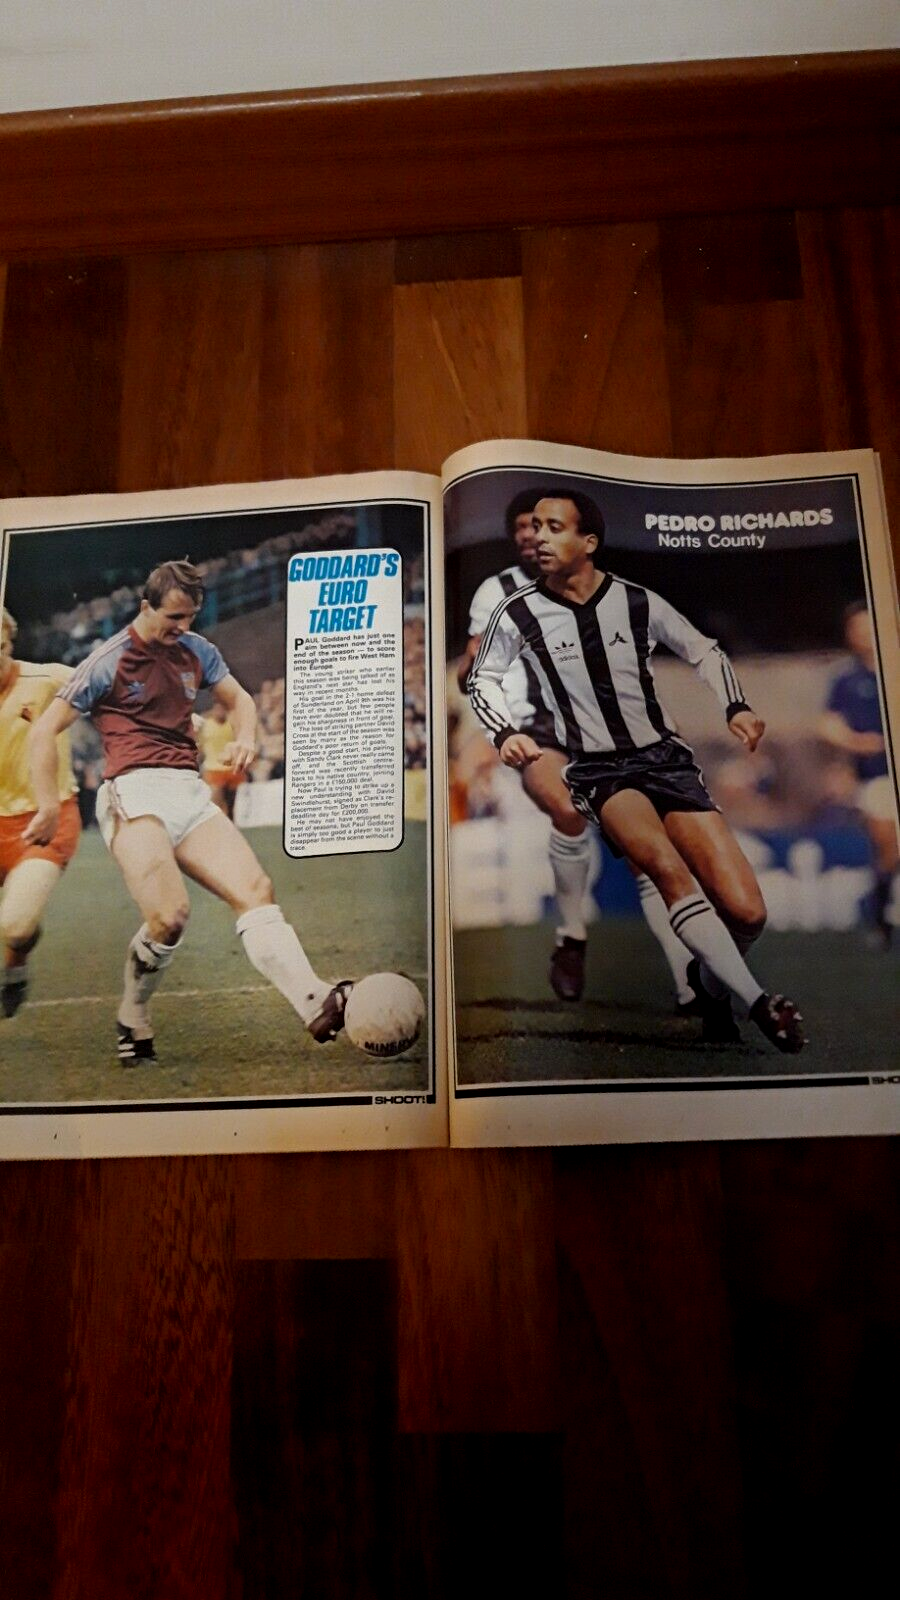 GODDARD'S
EURO
TARGET
PAUL Goddard has just one
aim between now and the
end of the season — to score
enough goals to fire West Ham
into Europe.
The young striker who earlier
this season was being talked of as
England's next star has lost his
way in recent months.
His goal in the 2-1 home defeat
of Sunderland on April 9th was his
first of the year, but few people
have ever doubted that he will re-
gain his sharpness in front of goal.
The loss of striking partner David
Cross at the start of the season was
seen by many as the reason for
Goddard's poor return of goals.
Despite a good start, his pairing
with Sandy Clark never really came
off, and the Scottish centre-
forward was recently transferred
back to his native country, joining
Rangers in a £150,000 deal.
Now Paul is trying to strike up a
new understanding with David
Swindlehurst, signed as Clark's re-
placement from Derby on transfer
deadline day for £200,000.
He may not have enjoyed the
best of seasons, but Paul Goddard
is simply too good a player to just
disappear from the scene without a
trace.
MINER
SHOOT!
PEDRO RICHARDS
Notts County
adidas
SHO